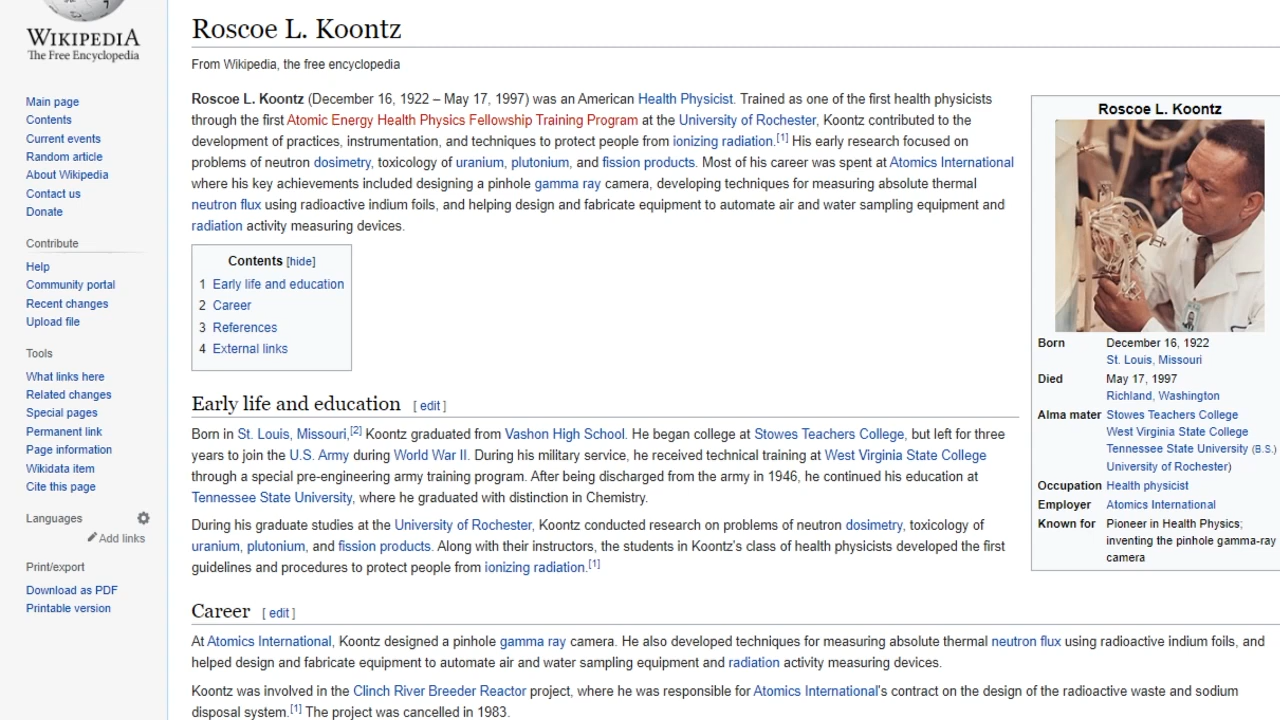 WIKIPEDIA
The Free Encyclopedia
Main page
Contents
Current events
Random article
About Wikipedia
Contact us
Donate
Contribute
Help
Community portal
Recent changes
Upload file
Tools
What links here
Related changes
Special pages
Permanent link
Page information
Wikidata item
Cite this page
Languages
Add links
Print/export
Download as PDF
Printable version
Roscoe L. Koontz
From Wikipedia, the free encyclopedia
Roscoe L. Koontz (December 16, 1922 – May 17, 1997) was an American Health Physicist. Trained as one of the first health physicists
through the first Atomic Energy Health Physics Fellowship Training Program at the University of Rochester, Koontz contributed to the
development of practices, instrumentation, and techniques to protect people from ionizing radiation.[1] His early research focused on
problems of neutron dosimetry, toxicology of uranium, plutonium, and fission products. Most of his career was spent at Atomics International
where his key achievements included designing a pinhole gamma ray camera, developing techniques for measuring absolute thermal
neutron flux using radioactive indium foils, and helping design and fabricate equipment to automate air and water sampling equipment and
radiation activity measuring devices.
Contents [hide]
1 Early life and education
2 Career
3 References
4 External links
Early life and education [ edit ]
Born in St. Louis, Missouri,[2] Koontz graduated from Vashon High School. He began college at Stowes Teachers College, but left for three
years to join the U.S. Army during World War II. During his military service, he received technical training at West Virginia State College
through a special pre-engineering army training program. After being discharged from the army in 1946, he continued his education at
Tennessee State University, where he graduated with distinction in Chemistry.
During his graduate studies at the University of Rochester, Koontz conducted research on problems of neutron dosimetry, toxicology of
uranium, plutonium, and fission products. Along with their instructors, the students in Koontz's class of health physicists developed the first
guidelines and procedures to protect people from ionizing radiation.[1]
Career [ edit ]
At Atomics International, Koontz designed a pinhole gamma ray camera. He also developed techniques for measuring absolute thermal neutron flux using radioactive indium foils, and
helped design and fabricate equipment to automate air and water sampling equipment and radiation activity measuring devices.
Koontz was involved in the Clinch River Breeder Reactor project, where he was responsible for Atomics International's contract on the design of the radioactive waste and sodium
disposal system.[1] The project was cancelled in 1983.
Roscoe L. Koontz
Born December 16, 1922
St. Louis, Missouri
Died May 17, 1997
Richland, Washington
Alma mater Stowes Teachers College
West Virginia State College
Tennessee State University (B.S.)
University of Rochester)
Occupation Health physicist
Employer Atomics International
Known for Pioneer in Health Physics;
inventing the pinhole gamma-ray
camera